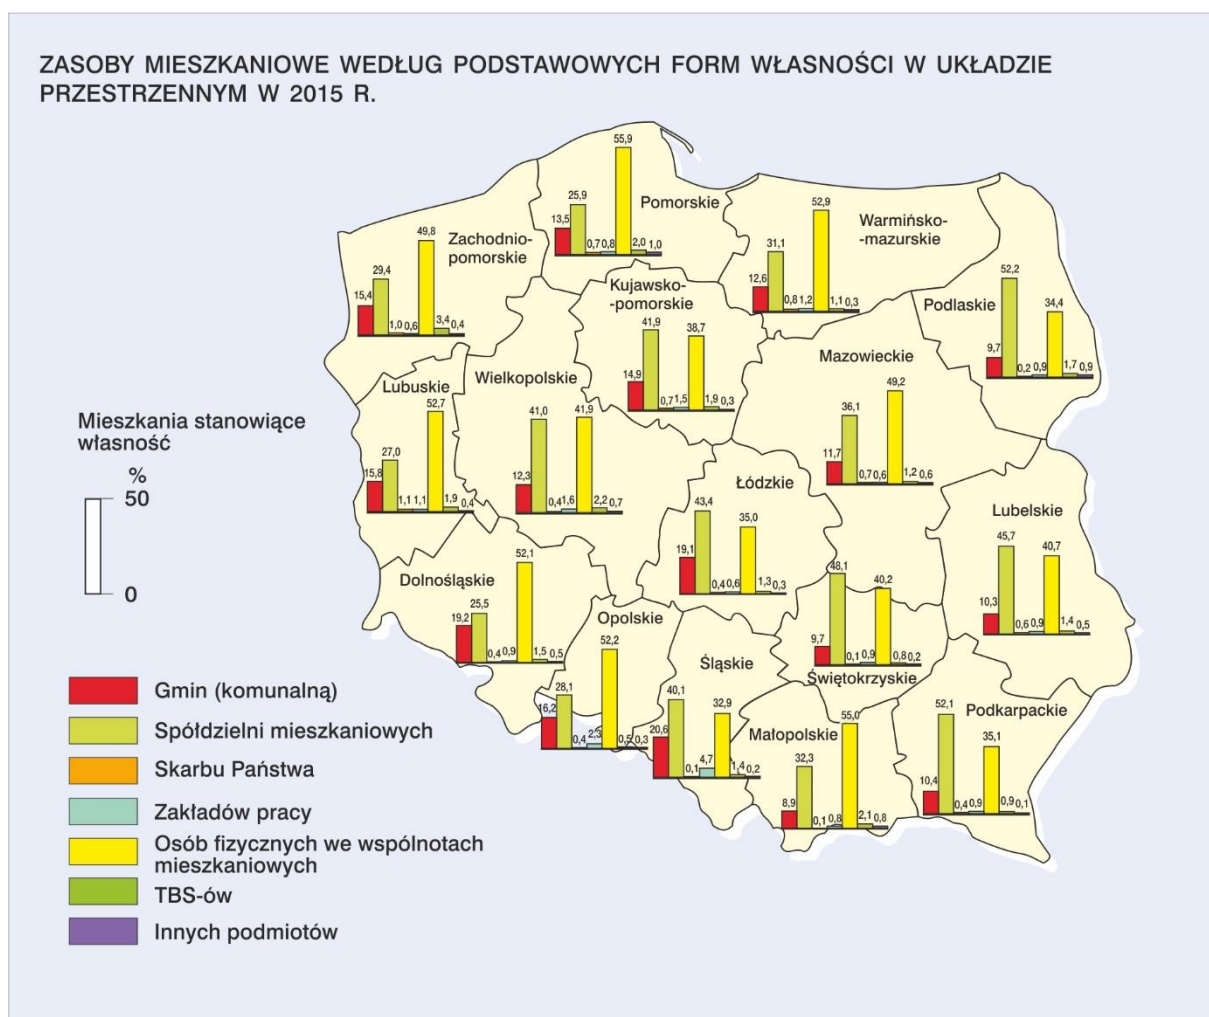 ZASOBY MIESZKANIOWE WEDŁUG PODSTAWOWYCH FORM WŁASNOŚCI W UKŁADZIE
PRZESTRZENNYM W 2015 R.
Pomorskie
13,5 25,9 0,7 0,8 55,9 2,0 1,0
Warmińsko-
-mazurskie
12,6 31,1 0,8 1,2 52,9 1,1 0,3
Zachodnio-
pomorskie
15,4 29,4 1,0 0,6 49,8 3,4 0,4
Kujawsko-
-pomorskie
14,9 41,9 0,7 1,5 38,7 1,9 0,3
Podlaskie
9,7 52,2 0,2 0,9 34,4 1,7 0,9
Mazowieckie
11,7 36,1 0,7 0,6 49,2 1,2 0,6
Lubuskie
15,8 27,0 1,1 1,1 52,7 1,9 0,4
Wielkopolskie
12,3 41,0 0,4 1,6 41,9 2,2 0,7
Łódzkie
19,1 43,4 0,4 0,6 35,0 1,3 0,3
Lubelskie
10,3 45,7 0,6 0,9 40,7 1,4 0,5
Dolnośląskie
19,2 25,5 0,4 0,9 52,1 1,5 0,5
Opolskie
16,2 28,1 0,4 2,3 52,2 0,5 0,3
Śląskie
20,6 40,1 0,1 4,7 32,9 1,4 0,2
9,7 48,1 0,1 0,9 40,2 0,8 0,2
Świętokrzyskie
Małopolskie
8,9 32,3 0,1 0,8 55,0 2,1 0,8
Podkarpackie
10,4 52,1 0,4 0,9 35,1 0,9 0,1
Mieszkania stanowiące
własność
%
50
0
Gmin (komunalną)
Spółdzielni mieszkaniowych
Skarbu Państwa
Zakładów pracy
Osób fizycznych we wspólnotach
mieszkaniowych
TBS-ów
Innych podmiotów